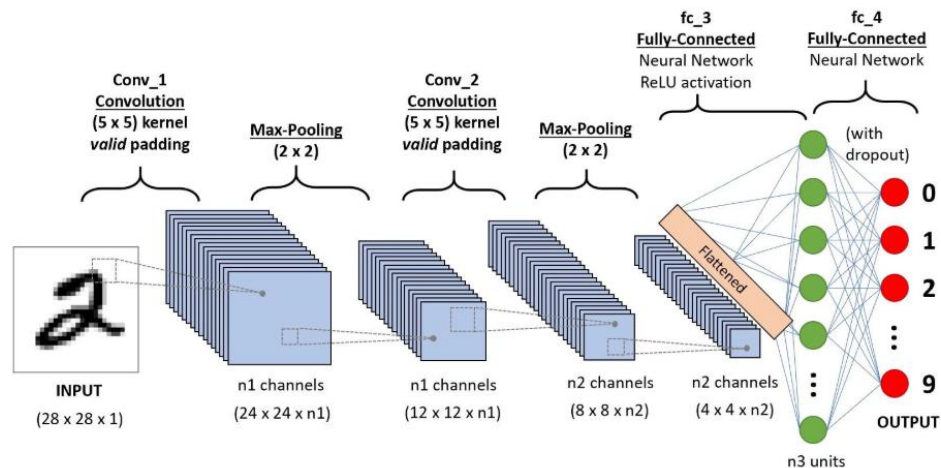 Conv_1
Convolution
(5 x 5) kernel
valid padding
Max-Pooling
(2 x 2)
Conv_2
Convolution
(5 x 5) kernel
valid padding
Max-Pooling
(2 x 2)
fc_3
Fully-Connected
Neural Network
ReLU activation
fc_4
Fully-Connected
Neural Network
(with
dropout)
Flattened
0
1
2
9
OUTPUT
2
INPUT
(28 x 28 x 1)
n1 channels
(24 x 24 x n1)
n1 channels
(12 x 12 x n1)
n2 channels
(8 x 8 x n2)
n2 channels
(4 x 4 x n2)
n3 units